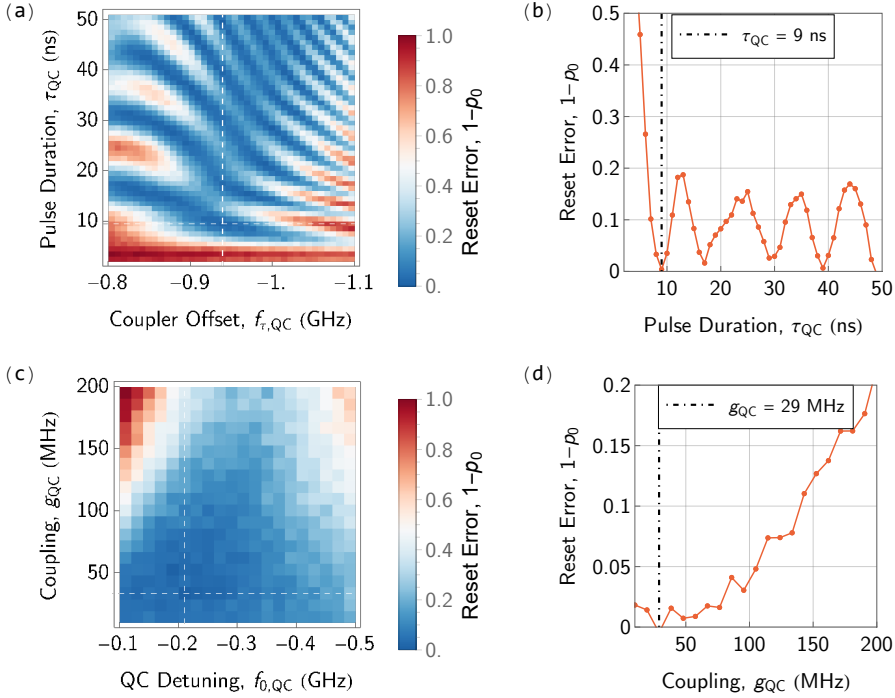 (a)
Pulse Duration, τQC (ns)
50
40
30
20
10
−0.8 −0.9 −1. −1.1
Coupler Offset, fτ,QC (GHz)
1.0
0.8
0.6
0.4
0.2
0.
Reset Error, 1−p0
(b)
Reset Error, 1−p0
0.5
0.4
0.3
0.2
0.1
0
10 20 30 40 50
τQC = 9 ns
Pulse Duration, τQC (ns)
(c)
Coupling, gQC (MHz)
200
150
100
50
−0.1 −0.2 −0.3 −0.4 −0.5
QC Detuning, f0,QC (GHz)
1.0
0.8
0.6
0.4
0.2
0.
Reset Error, 1−p0
(d)
Reset Error, 1−p0
0.2
0.15
0.1
0.05
0
50 100 150 200
gQC = 29 MHz
Coupling, gQC (MHz)